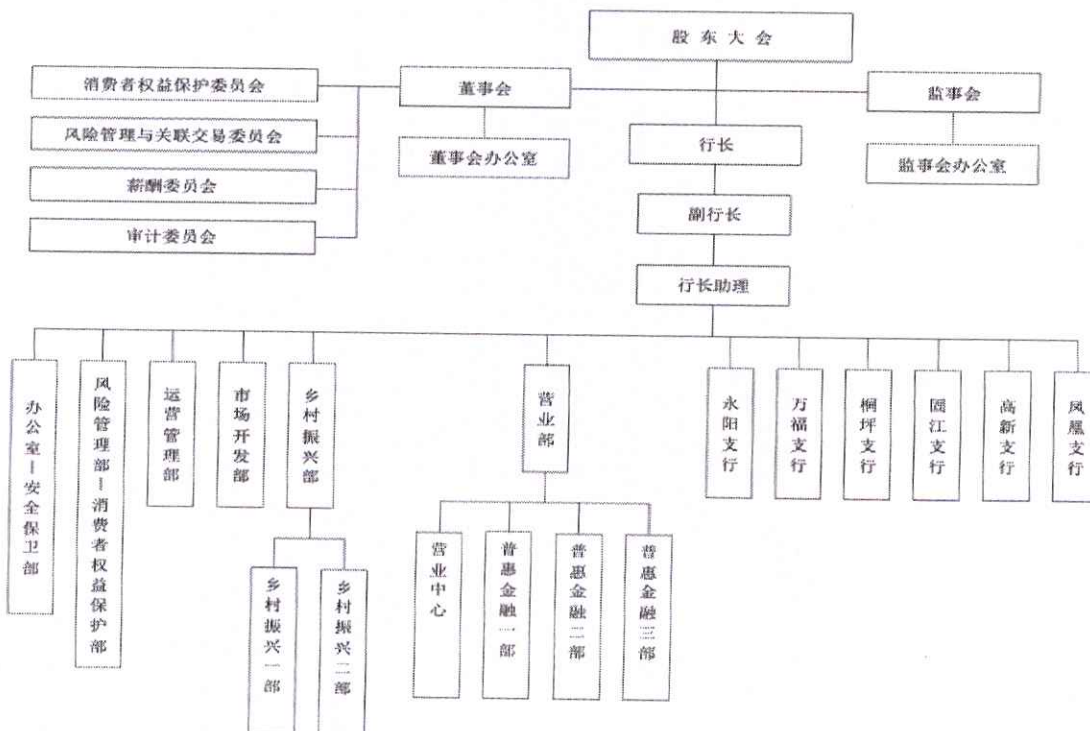 股东大会
消费者权益保护委员会
董事会
监事会
风险管理与关联交易委员会
董事会办公室
行长
监事会办公室
薪酬委员会
副行长
审计委员会
行长助理
办公室－安全保卫部
风险管理部－消费者权益保护部
运营管理部
市场开发部
乡村振兴部
营业部
永阳支行
万福支行
桐坪支行
固江支行
高新支行
凤凰支行
乡村振兴一部
乡村振兴二部
营业中心
普惠金融一部
普惠金融二部
普惠金融三部